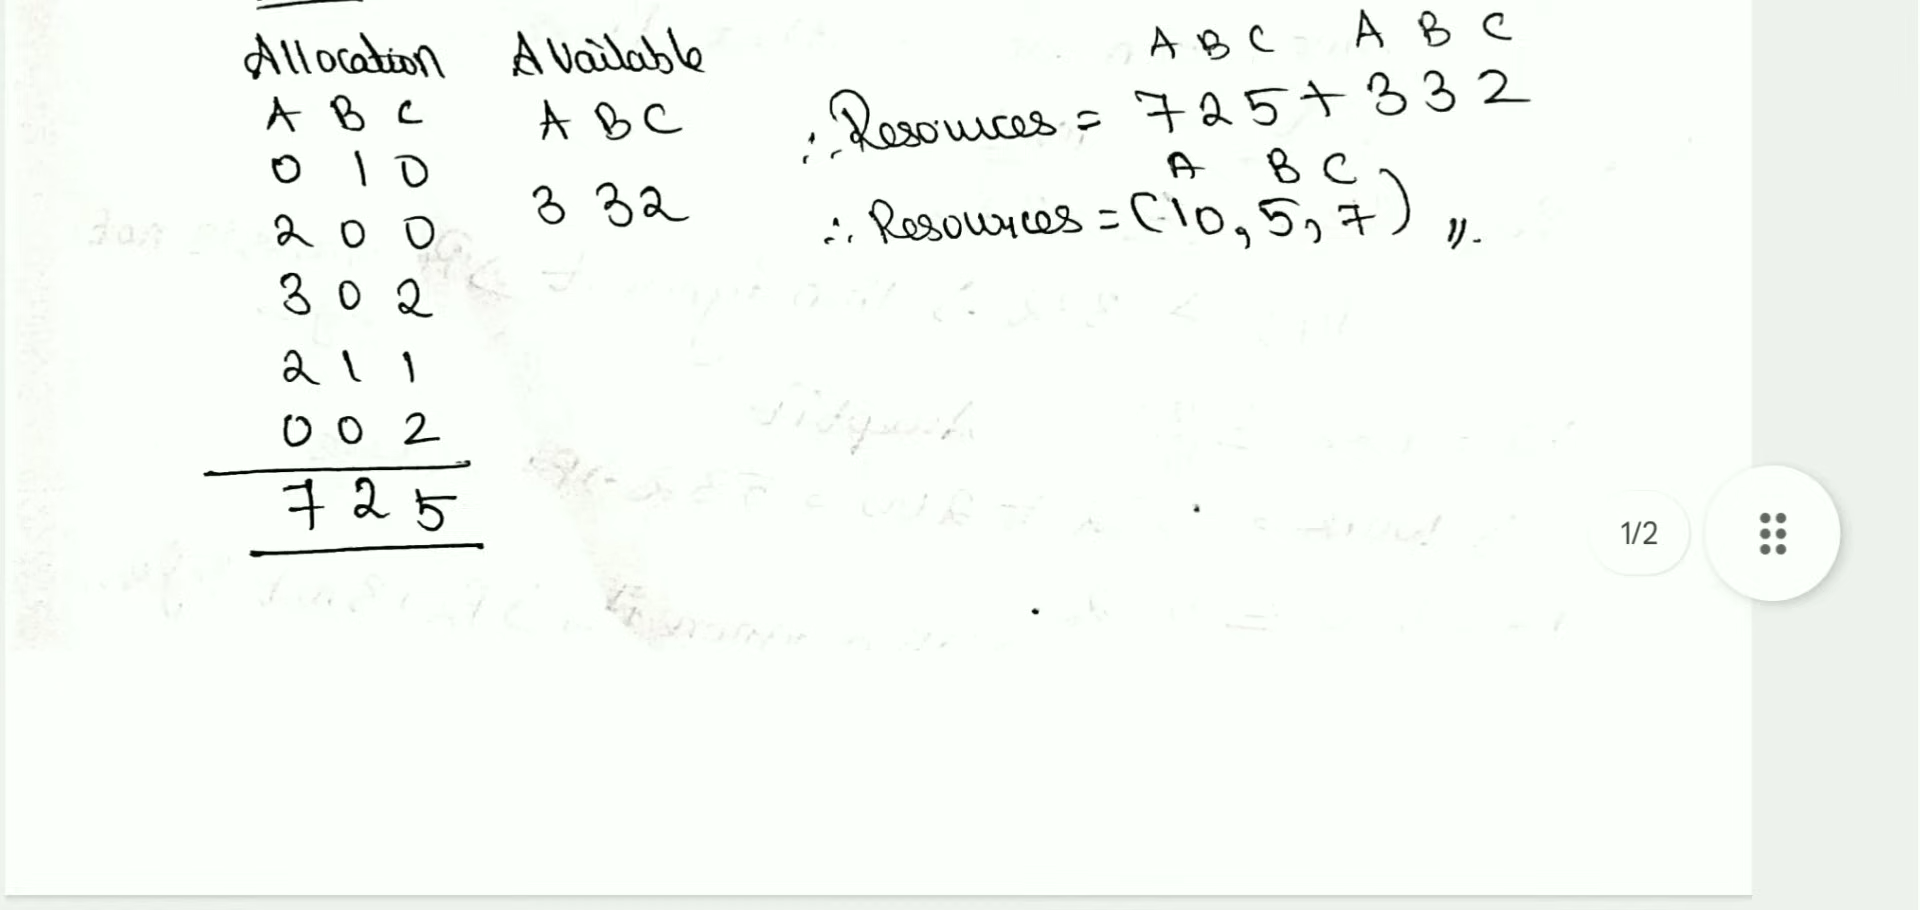 Allocation Available
A B C A B C
0 1 0
3 3 2
2 0 0
3 0 2
2 1 1
0 0 2
7 2 5
A B C A B C
∴ Resources = 7 2 5 + 3 3 2
A B C
∴ Resources = (10, 5, 7) //.
1/2